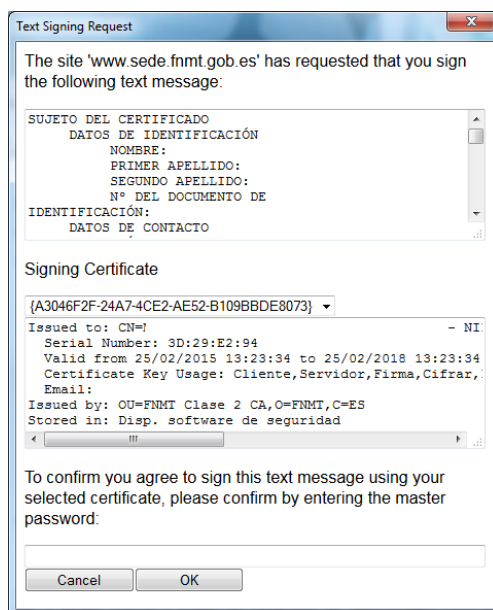 Text Signing Request
The site 'www.sede.fnmt.gob.es' has requested that you sign
the following text message:
SUJETO DEL CERTIFICADO
DATOS DE IDENTIFICACIÓN
NOMBRE:
PRIMER APELLIDO:
SEGUNDO APELLIDO:
Nº DEL DOCUMENTO DE
IDENTIFICACIÓN:
DATOS DE CONTACTO
Signing Certificate
{A3046F2F-24A7-4CE2-AE52-B109BBDE8073}
Issued to: CN= - NI
Serial Number: 3D:29:E2:94
Valid from 25/02/2015 13:23:34 to 25/02/2018 13:23:34
Certificate Key Usage: Cliente,Servidor,Firma,Cifrar,
Email:
Issued by: OU=FNMT Clase 2 CA,O=FNMT,C=ES
Stored in: Disp. software de seguridad
To confirm you agree to sign this text message using your
selected certificate, please confirm by entering the master
password:
Cancel OK